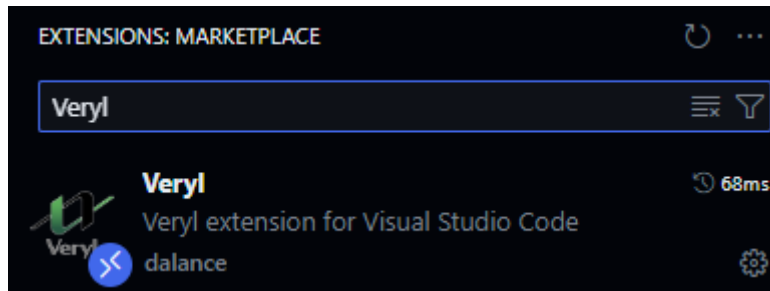 EXTENSIONS: MARKETPLACE
Veryl
Veryl
68ms
Veryl extension for Visual Studio Code
Veryl
dalance